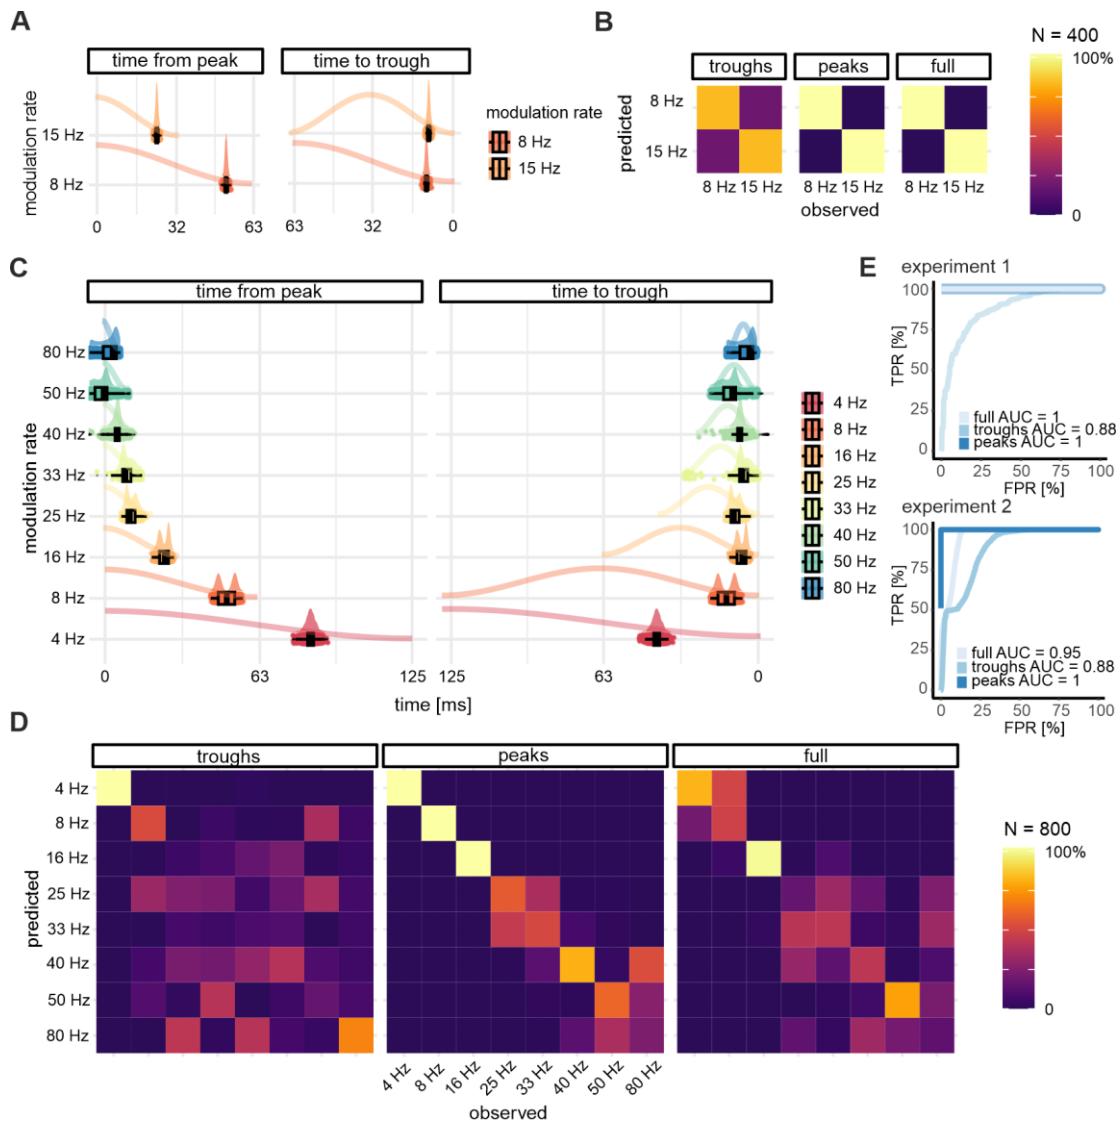 A
time from peak
time to trough
modulation rate
15 Hz
8 Hz
0
32
63
63
32
0
modulation rate
8 Hz
15 Hz
B
troughs
peaks
full
predicted
8 Hz
15 Hz
8 Hz 15 Hz
8 Hz 15 Hz
8 Hz 15 Hz
observed
N = 400
100%
0
C
time from peak
time to trough
modulation rate
80 Hz
50 Hz
40 Hz
33 Hz
25 Hz
16 Hz
8 Hz
4 Hz
0
63
125
125
63
0
time [ms]
4 Hz
8 Hz
16 Hz
25 Hz
33 Hz
40 Hz
50 Hz
80 Hz
E
experiment 1
TPR [%]
100
75
50
25
0
full AUC = 1
troughs AUC = 0.88
peaks AUC = 1
0
25
50
75
100
FPR [%]
experiment 2
TPR [%]
100
75
50
25
0
full AUC = 0.95
troughs AUC = 0.88
peaks AUC = 1
0
25
50
75
100
FPR [%]
D
troughs
peaks
full
predicted
4 Hz
8 Hz
16 Hz
25 Hz
33 Hz
40 Hz
50 Hz
80 Hz
4 Hz
8 Hz
16 Hz
25 Hz
33 Hz
40 Hz
50 Hz
80 Hz
observed
N = 800
100%
0